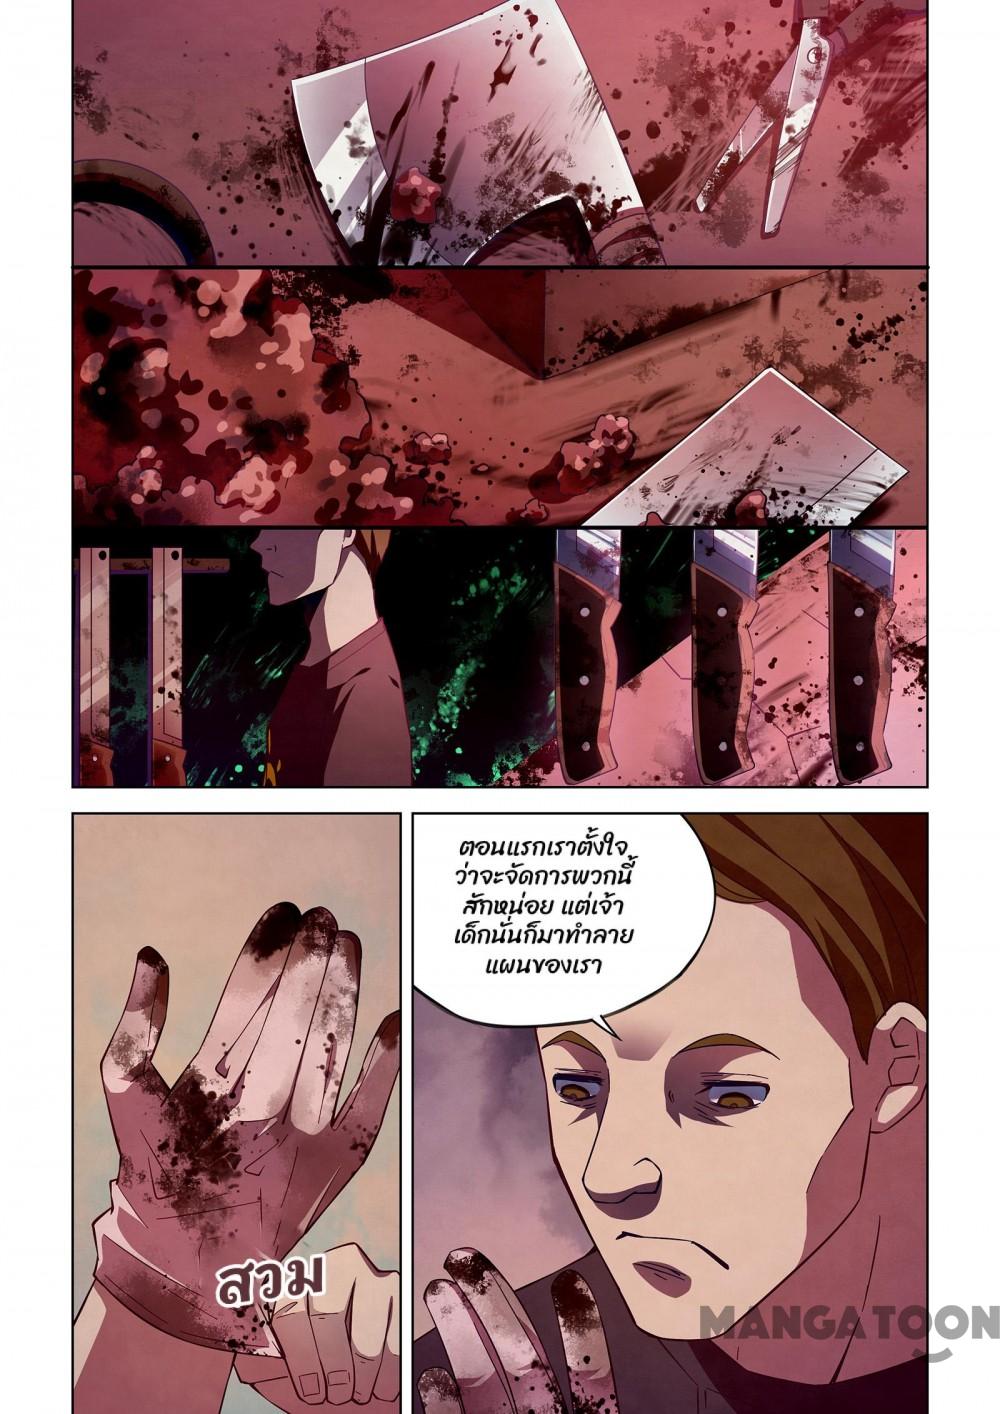 ตอนแรกเราตั้งใจ
ว่าจะจัดการพวกนี้
สักหน่อย แต่เจ้า
เด็กนั่นก็มาทำลาย
แผนของเรา
สวม
MANGATOON